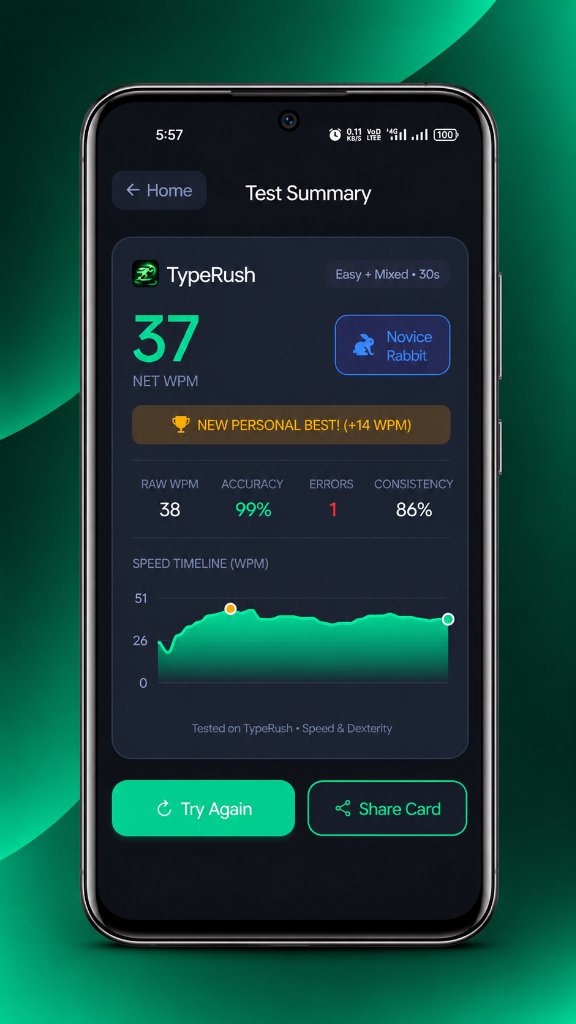 5:57
0.11 KB/S VoD LTEE +4G 100
← Home
Test Summary
TypeRush
Easy + Mixed • 30s
37
NET WPM
Novice
Rabbit
NEW PERSONAL BEST! (+14 WPM)
RAW WPM ACCURACY ERRORS CONSISTENCY
38 99% 1 86%
SPEED TIMELINE (WPM)
51
26
0
Tested on TypeRush • Speed & Dexterity
Try Again
Share Card